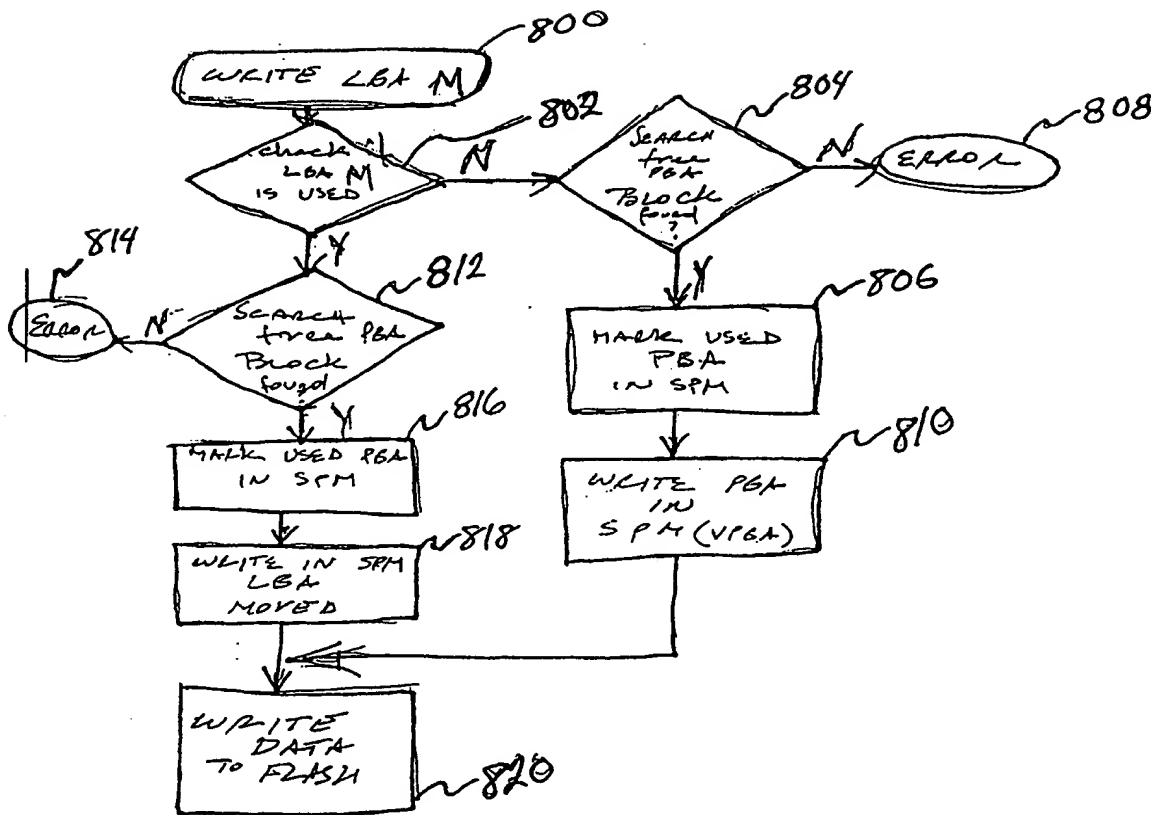 800
WRITE LBA M
802
check
LBA M
IS USED
N
Y
804
SEARCH
free
PBA
BLOCK
found
?
N
808
ERROR
Y
814
ERROR
N
812
SEARCH
free PBA
BLOCK
found
?
Y
806
MARK USED
PBA
IN SPM
816
MARK USED PBA
IN SPM
810
WRITE PBA
IN
SPM (VPBA)
818
WRITE IN SPM
LBA
MOVED
WRITE
DATA
TO FLASH
820